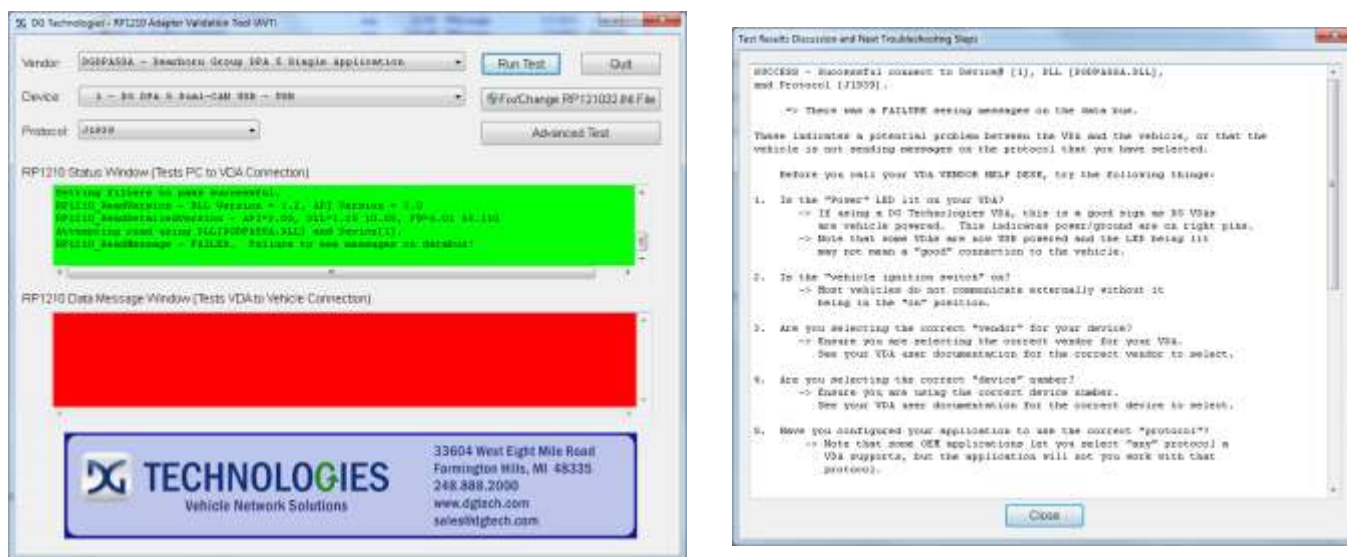 DG Technologies - RP1210 Adapter Validation Tool (AVT)
Vendor: DGDPA5SA - Dearborn Group DPA 5 Single Application
Run Test
Quit
Device: 1 - DG DPA 5 Dual-CAN USB - USB
Fix/Change RP121032.INI File
Protocol: J1939
Advanced Test
RP1210 Status Window (Tests PC to VDA Connection)
Setting filters to pass successful.
RP1210_ReadVersion - DLL Version = 1.2, API Version = 3.0
RP1210_ReadDetailedVersion -
Attempting read using DLL[DGDPA5SA.DLL] and Device[1].
RP1210_ReadMessage - FAILED. Failure to see messages on databus!
RP1210 Data Message Window (Tests VDA to Vehicle Connection)
DG TECHNOLOGIES
Vehicle Network Solutions
33604 West Eight Mile Road
Farmington Hills, MI 48335
248.888.2000
www.dgtech.com
sales@dgtech.com
Test Results Discussion and Next Troubleshooting Steps
SUCCESS - Successful connect to Device# [1], DLL [DGDPA5SA.DLL],
and Protocol [J1939].
-> There was a FAILURE seeing messages on the data bus.
These indicates a potential problem between the VDA and the vehicle, or that the
vehicle is not sending messages on the protocol that you have selected.
Before you call your VDA VENDOR HELP DESK, try the following things:
1. Is the "Power" LED lit on your VDA?
-> If using a DG Technologies VDA, this is a good sign as DG VDAs
are vehicle powered. This indicates power/ground are on right pins.
-> Note that some VDAs are now USB powered and the LED being lit
may not mean a "good" connection to the vehicle.
2. Is the "vehicle ignition switch" on?
-> Most vehicles do not communicate externally without it
being in the "on" position.
3. Are you selecting the correct "vendor" for your device?
-> Ensure you are selecting the correct vendor for your VDA.
See your VDA user documentation for the correct vendor to select.
4. Are you selecting the correct "device" number?
-> Ensure you are using the correct device number.
See your VDA user documentation for the correct device to select.
5. Have you configured your application to use the correct "protocol"?
-> Note that some OEM applications let you select "any" protocol a
VDA supports, but the application will not you work with that
protocol.
Close